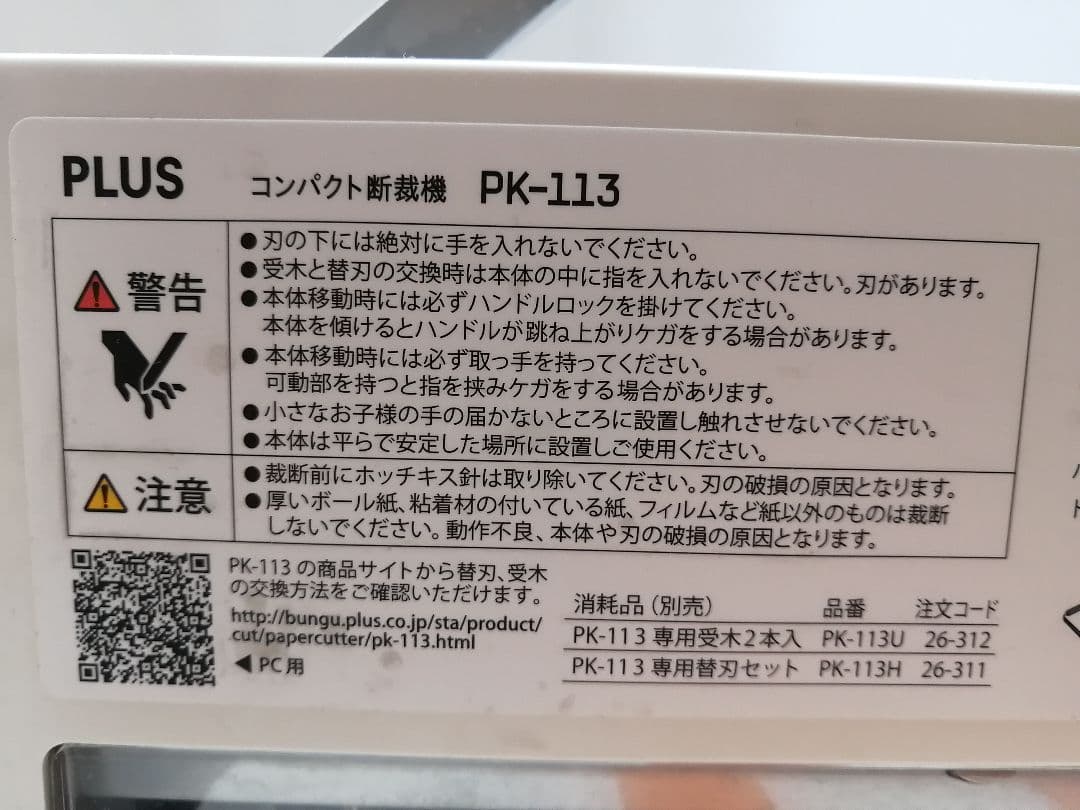 PLUS コンパクト断裁機 PK-113
警告
●刃の下には絶対に手を入れないでください。
●受木と替刃の交換時は本体の中に指を入れないでください。刃があります。
●本体移動時には必ずハンドルロックを掛けてください。
本体を傾けるとハンドルが跳ね上がりケガをする場合があります。
●本体移動時には必ず取っ手を持ってください。
可動部を持つと指を挟みケガをする場合があります。
●小さなお子様の手の届かないところに設置し触れさせないでください。
●本体は平らで安定した場所に設置しご使用ください。
注意
●裁断前にホッチキス針は取り除いてください。刃の破損の原因となります。
●厚いボール紙、粘着材の付いている紙、フィルムなど紙以外のものは裁断
しないでください。動作不良、本体や刃の破損の原因となります。
PK-113 の商品サイトから替刃、受木
の交換方法をご確認いただけます。
http://bungu.plus.co.jp/sta/product/
cut/papercutter/pk-113.html
◀PC用
消耗品（別売） 品番 注文コード
PK-113 専用受木2本入 PK-113U 26-312
PK-113 専用替刃セット PK-113H 26-311